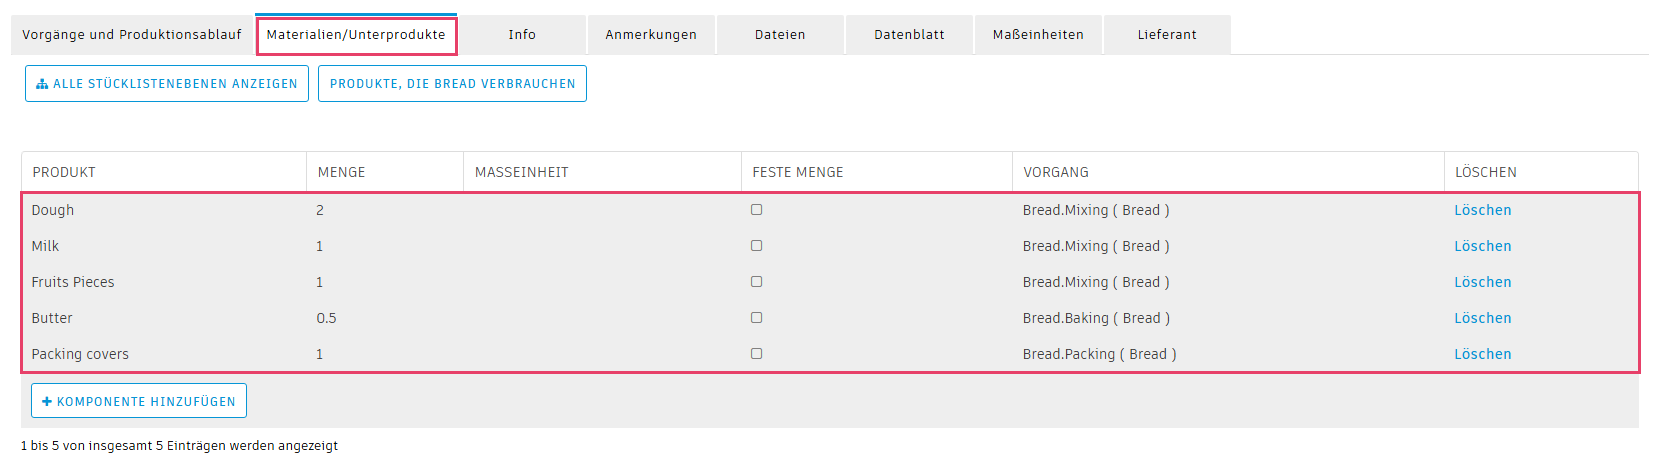 Vorgänge und Produktionsablauf Materialien/Unterprodukte Info Anmerkungen Dateien Datenblatt Maßeinheiten Lieferant
ALLE STÜCKLISTENEBENEN ANZEIGEN PRODUKTE, DIE BREAD VERBRAUCHEN
PRODUKT MENGE MASSEINHEIT FESTE MENGE VORGANG LÖSCHEN
Dough 2 Bread.Mixing ( Bread ) Löschen
Milk 1 Bread.Mixing ( Bread ) Löschen
Fruits Pieces 1 Bread.Mixing ( Bread ) Löschen
Butter 0.5 Bread.Baking ( Bread ) Löschen
Packing covers 1 Bread.Packing ( Bread ) Löschen
+ KOMPONENTE HINZUFÜGEN
1 bis 5 von insgesamt 5 Einträgen werden angezeigt